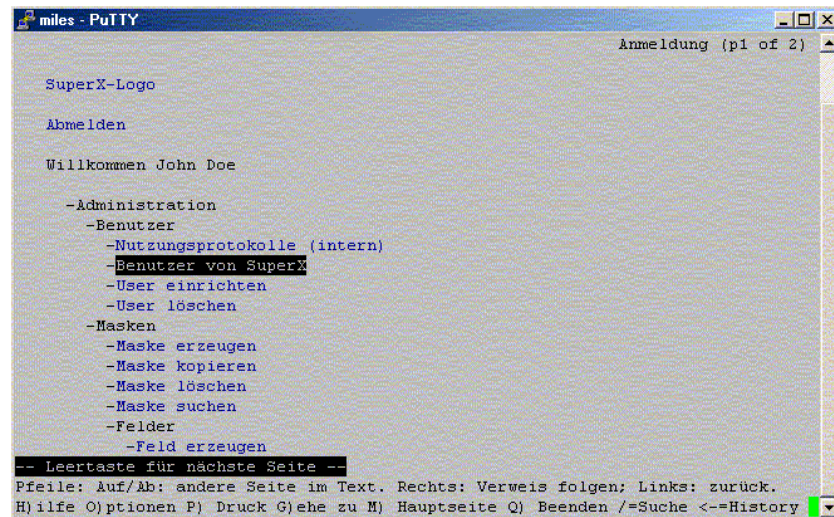 miles - PuTTY
Anmeldung (p1 of 2)
SuperX-Logo
Abmelden
Willkommen John Doe
-Administration
-Benutzer
-Nutzungsprotokolle (intern)
-Benutzer von SuperX
-User einrichten
-User löschen
-Masken
-Maske erzeugen
-Maske kopieren
-Maske löschen
-Maske suchen
-Felder
-Feld erzeugen
-- Leertaste für nächste Seite --
Pfeile: Auf/Ab: andere Seite im Text. Rechts: Verweis folgen; Links: zurück.
H)ilfe O)ptionen P) Druck G)ehe zu M) Hauptseite Q) Beenden /=Suche <-=History